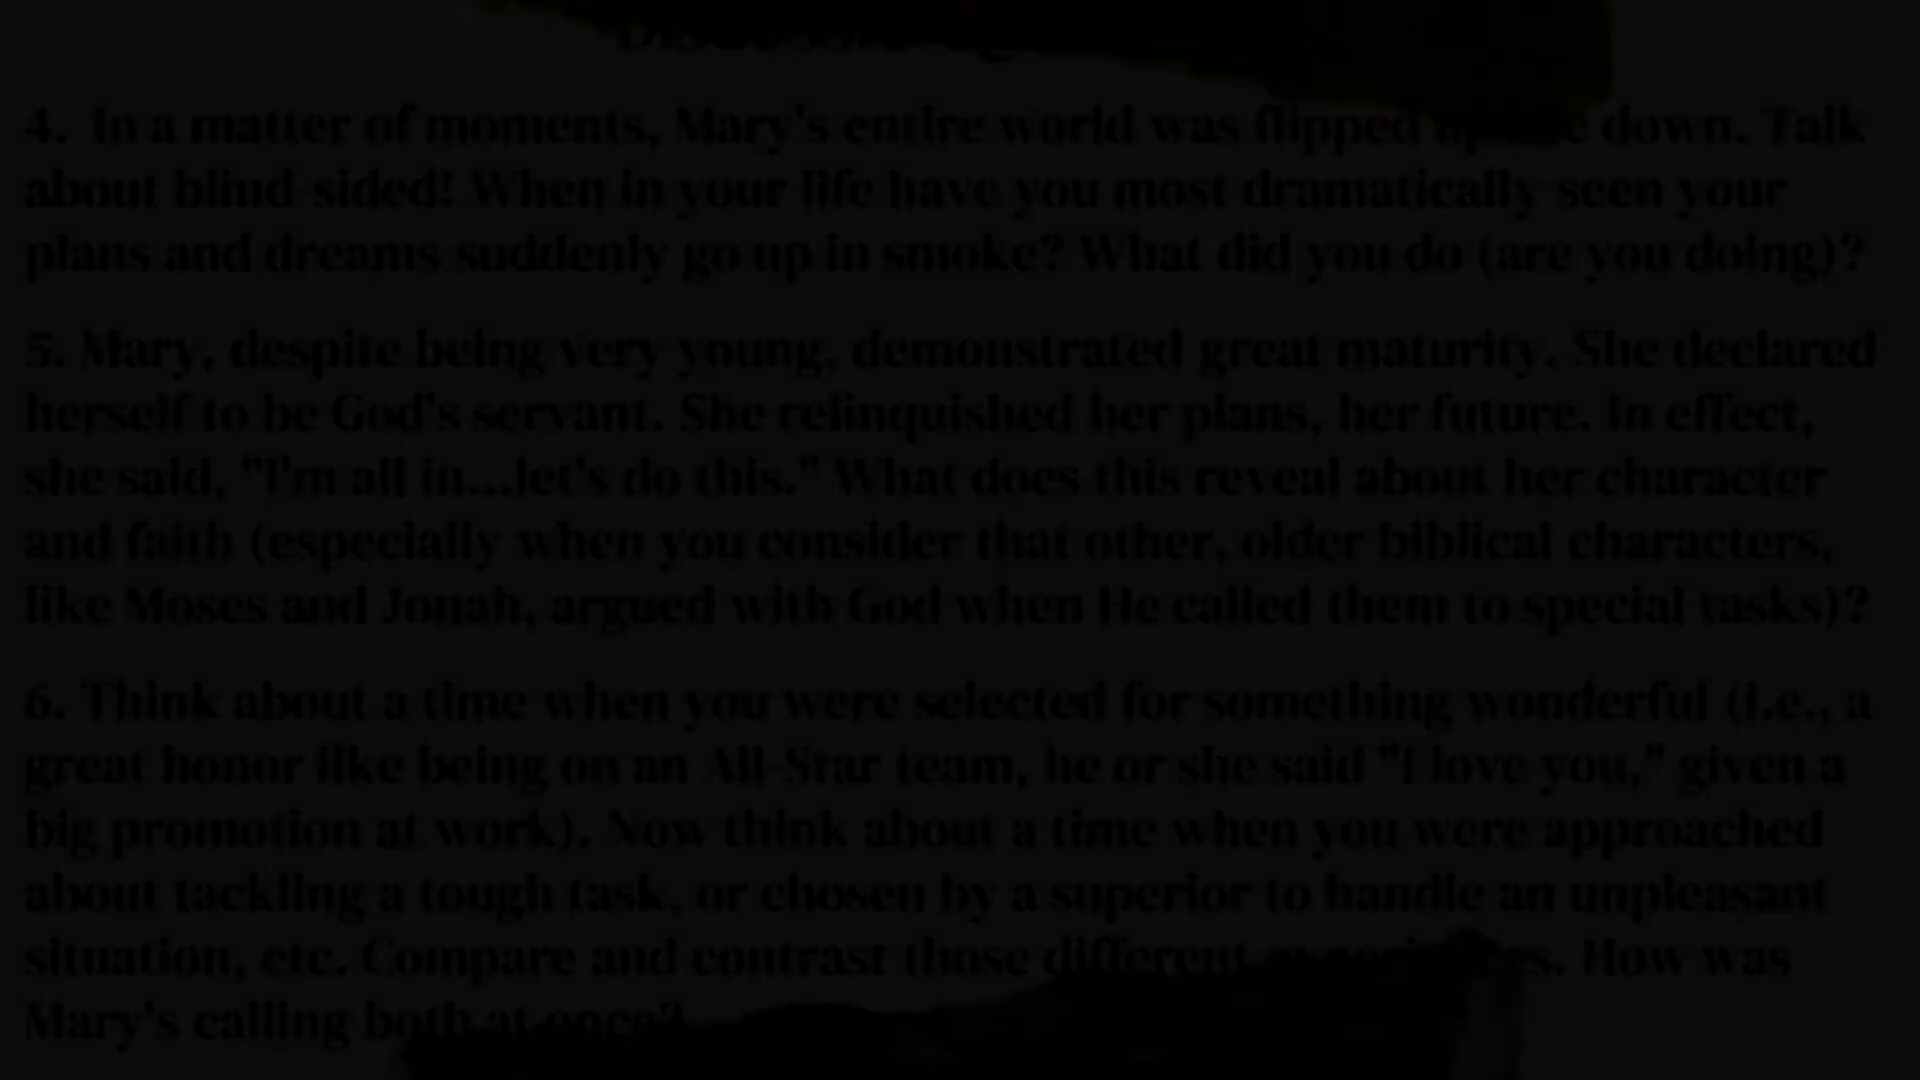 4. In a matter of moments, Mary's entire world was flipped down. Talk
about blind-sided! When in your life have you most dramatically seen your
plans and dreams suddenly go up in smoke? What did you do (are you doing)?
5. Mary, despite being very young, demonstrated great maturity. She declared
herself to be God's servant. She relinquished her plans, her future. In effect,
she said, "I'm all in...let's do this." What does this reveal about her character
and faith (especially when you consider that other, older biblical characters,
like Moses and Jonah, argued with God when He called them to special tasks)?
6. Think about a time when you were selected for something wonderful (i.e., a
great honor like being on an All-Star team, he or she said "I love you," given a
big promotion at work). Now think about a time when you were approached
about tackling a tough task, or chosen by a superior to handle an unpleasant
situation, etc. Compare and contrast those different How was
Mary's calling both at once?